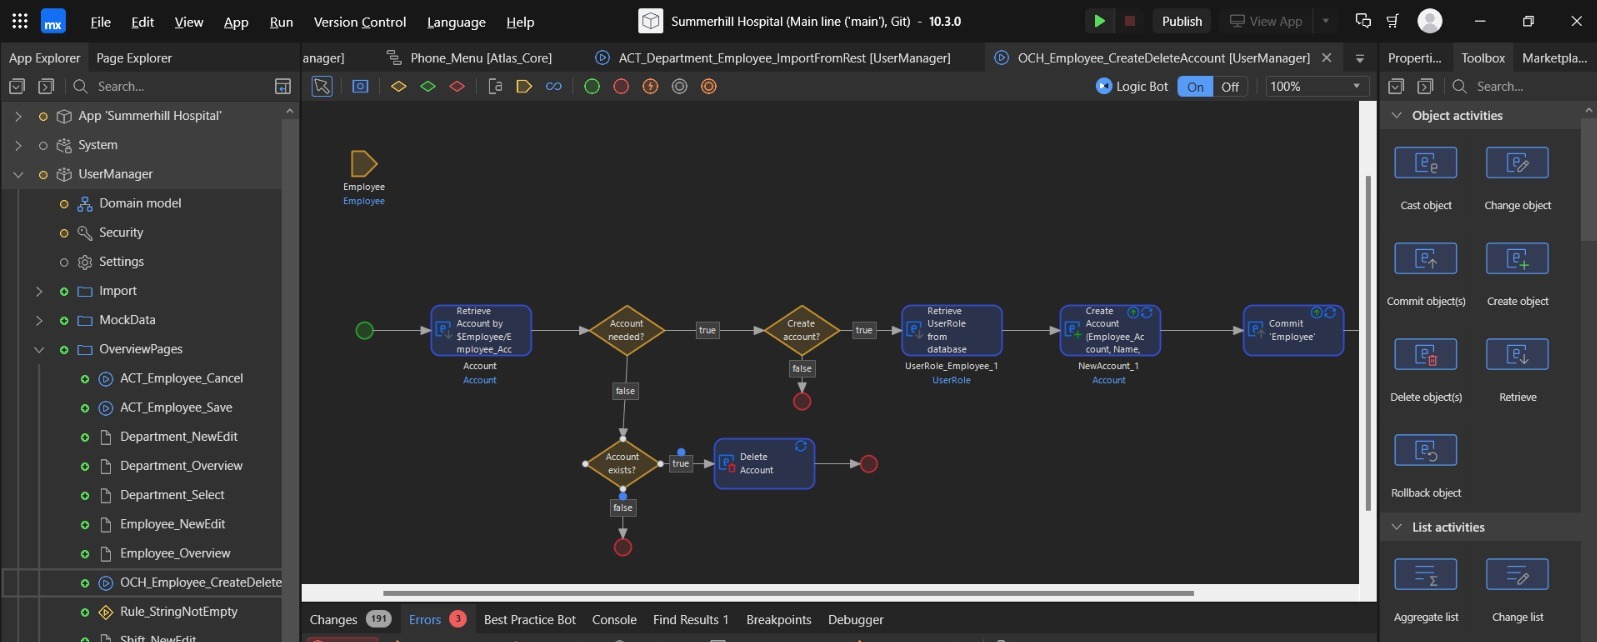 mx
File Edit View App Run Version Control Language Help
Summerhill Hospital (Main line ('main'), Git) - 10.3.0
Publish
View App
App Explorer Page Explorer
anager]
Phone_Menu [Atlas_Core]
ACT_Department_Employee_ImportFromRest [UserManager]
OCH_Employee_CreateDeleteAccount [UserManager]
Properti... Toolbox Marketpla...
Search...
Logic Bot On Off 100%
Search...
App 'Summerhill Hospital'
System
UserManager
Domain model
Security
Settings
Import
MockData
OverviewPages
ACT_Employee_Cancel
ACT_Employee_Save
Department_NewEdit
Department_Overview
Department_Select
Employee_NewEdit
Employee_Overview
OCH_Employee_CreateDelete
Rule_StringNotEmpty
Shift_NewEdit
Employee
Employee
Retrieve
Account by
$Employee/E
mployee_Acc
Account
Account
Account
needed?
true
Create
account?
true
false
Retrieve
UserRole
from
database
UserRole_Employee_1
UserRole
Create
Account
(Employee_Ac
count, Name,
NewAccount_1
Account
Commit
'Employee'
false
Account
exists?
true
Delete
Account
false
Object activities
Cast object
Change object
Commit object(s)
Create object
Delete object(s)
Retrieve
Rollback object
List activities
Aggregate list
Change list
Changes 191 Errors 3 Best Practice Bot Console Find Results 1 Breakpoints Debugger